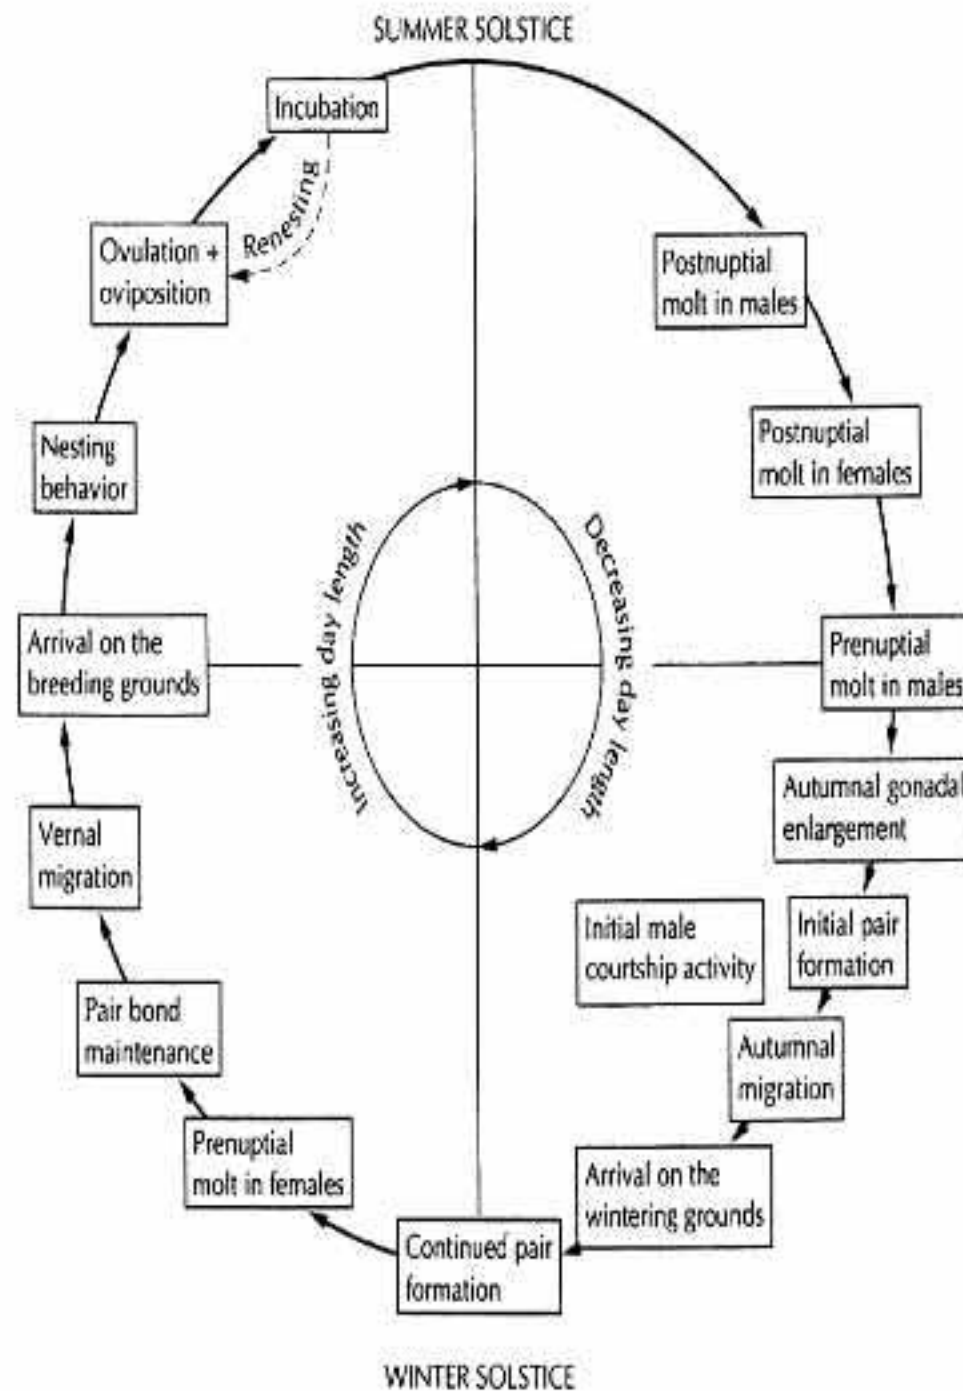 SUMMER SOLSTICE
Incubation
Renesting
Ovulation +
oviposition
Postnuptial
molt in males
Nesting
behavior
Postnuptial
molt in females
Increasing day length
Decreasing day length
Arrival on the
breeding grounds
Prenuptial
molt in males
Autumnal gonadal
enlargement
Vernal
migration
Initial male
courtship activity
Initial pair
formation
Pair bond
maintenance
Autumnal
migration
Prenuptial
molt in females
Arrival on the
wintering grounds
Continued pair
formation
WINTER SOLSTICE